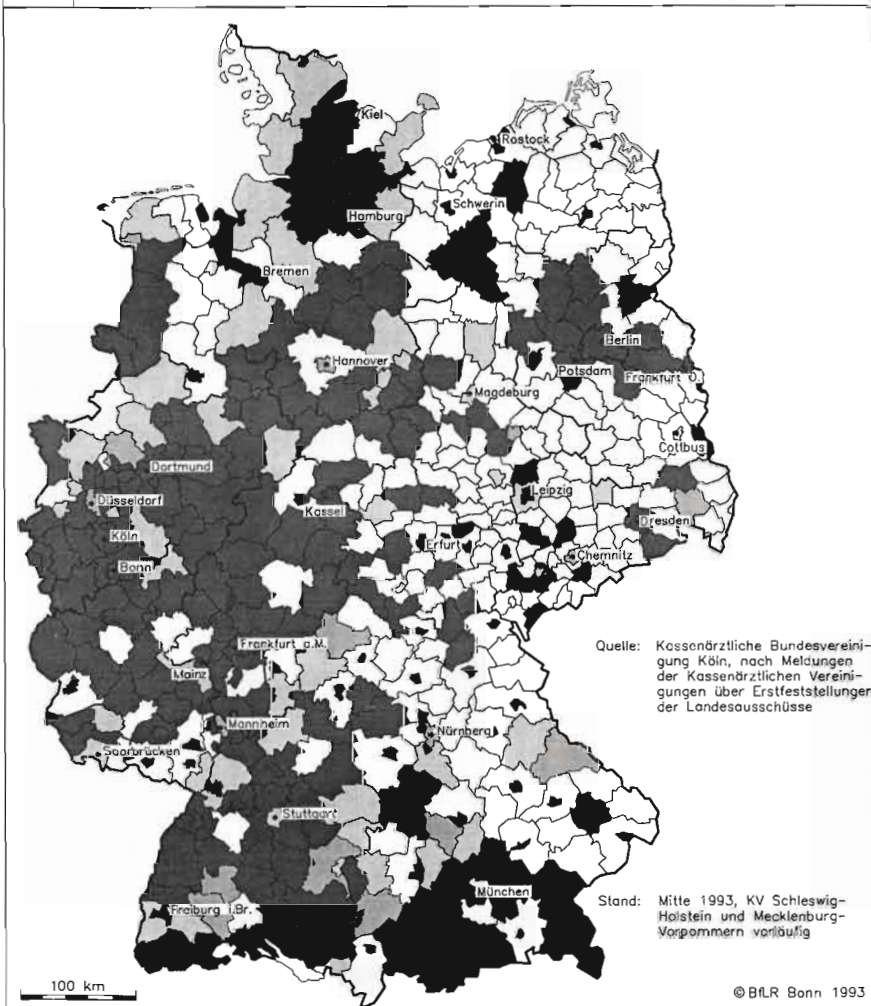 Kiel
Rostock
Schwerin
Hamburg
Bremen
Berlin
Hannover
Potsdam
Frankfurt O.
Magdeburg
Cottbus
Dortmund
Leipzig
Düsseldorf
Kassel
Dresden
Köln
Erfurt
Chemnitz
Bonn
Frankfurt a.M.
Mainz
Mannheim
Nürnberg
Saarbrücken
Stuttgart
München
Freiburg i.Br.
Quelle: Kassenärztliche Bundesverein-
gung Köln, nach Meldungen
der Kassenärztlichen Vereini-
gungen über Erstfeststellungen
der Landesausschüsse
Stand: Mitte 1993, KV Schleswig-
Holstein und Mecklenburg-
Vorpommern vorläufig
100 km
© BfLR Bonn 1993